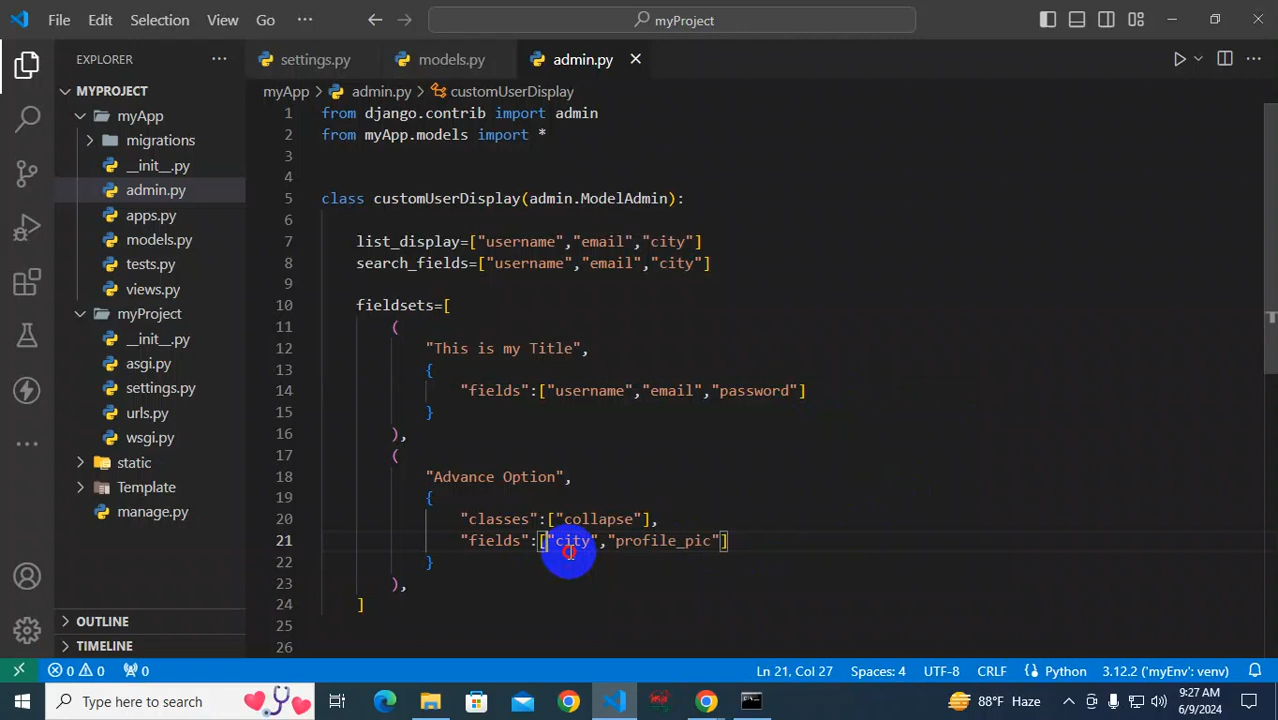 File Edit Selection View Go ··· myProject
EXPLORER ··· settings.py models.py admin.py
MYPROJECT
myApp
migrations
__init__.py
admin.py
apps.py
models.py
tests.py
views.py
myProject
__init__.py
asgi.py
settings.py
urls.py
wsgi.py
static
Template
manage.py
OUTLINE
TIMELINE
myApp > admin.py > customUserDisplay
1 from django.contrib import admin
2 from myApp.models import *
3
4
5 class customUserDisplay(admin.ModelAdmin):
6
7 list_display=["username","email","city"]
8 search_fields=["username","email","city"]
9
10 fieldsets=[
11 (
12 "This is my Title",
13 {
14 "fields":["username","email","password"]
15 }
16 ),
17 (
18 "Advance Option",
19 {
20 "classes":["collapse"],
21 "fields":["city","profile_pic"]
22 }
23 ),
24 ]
25
26
0 0 0 Ln 21, Col 27 Spaces: 4 UTF-8 CRLF Python 3.12.2 ('myEnv': venv)
Type here to search 88°F Haze 9:27 AM
6/9/2024